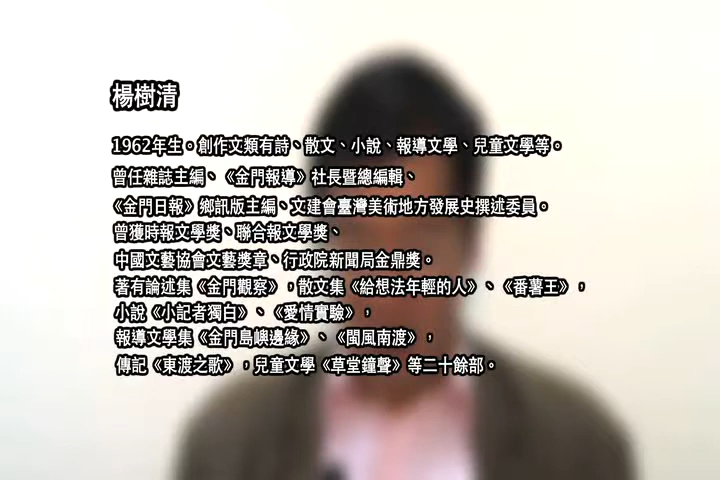 楊樹清
1962年生。創作文類有詩、散文、小說、報導文學、兒童文學等。
曾任雜誌主編、《金門報導》社長暨總編輯、
《金門日報》鄉訊版主編、文建會臺灣美術地方發展史撰述委員。
曾獲時報文學獎、聯合報文學獎、
中國文藝協會文藝獎章、行政院新聞局金鼎獎。
著有論述集《金門觀察》，散文集《給想法年輕的人》、《番薯王》，
小說《小記者獨白》、《愛情實驗》，
報導文學集《金門島嶼邊緣》、《閩風南渡》，
傳記《東渡之歌》，兒童文學《草堂鐘聲》等二十餘部。